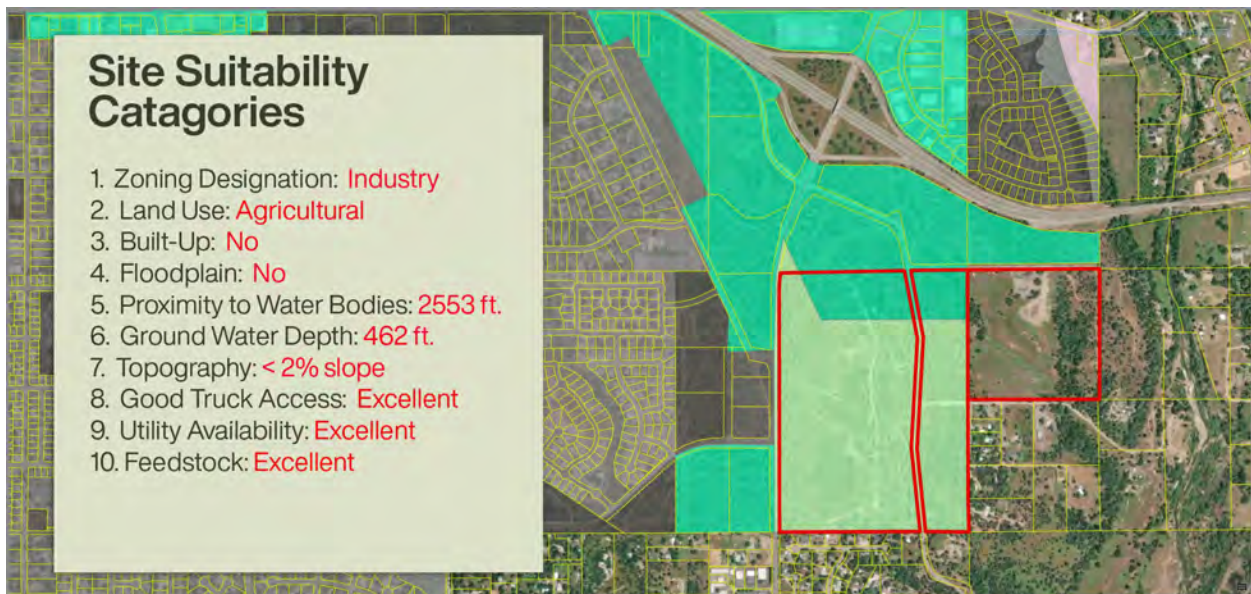 Site Suitability
Catagories
1. Zoning Designation: Industry
2. Land Use: Agricultural
3. Built-Up: No
4. Floodplain: No
5. Proximity to Water Bodies: 2553 ft.
6. Ground Water Depth: 462 ft.
7. Topography: < 2% slope
8. Good Truck Access: Excellent
9. Utility Availability: Excellent
10. Feedstock: Excellent